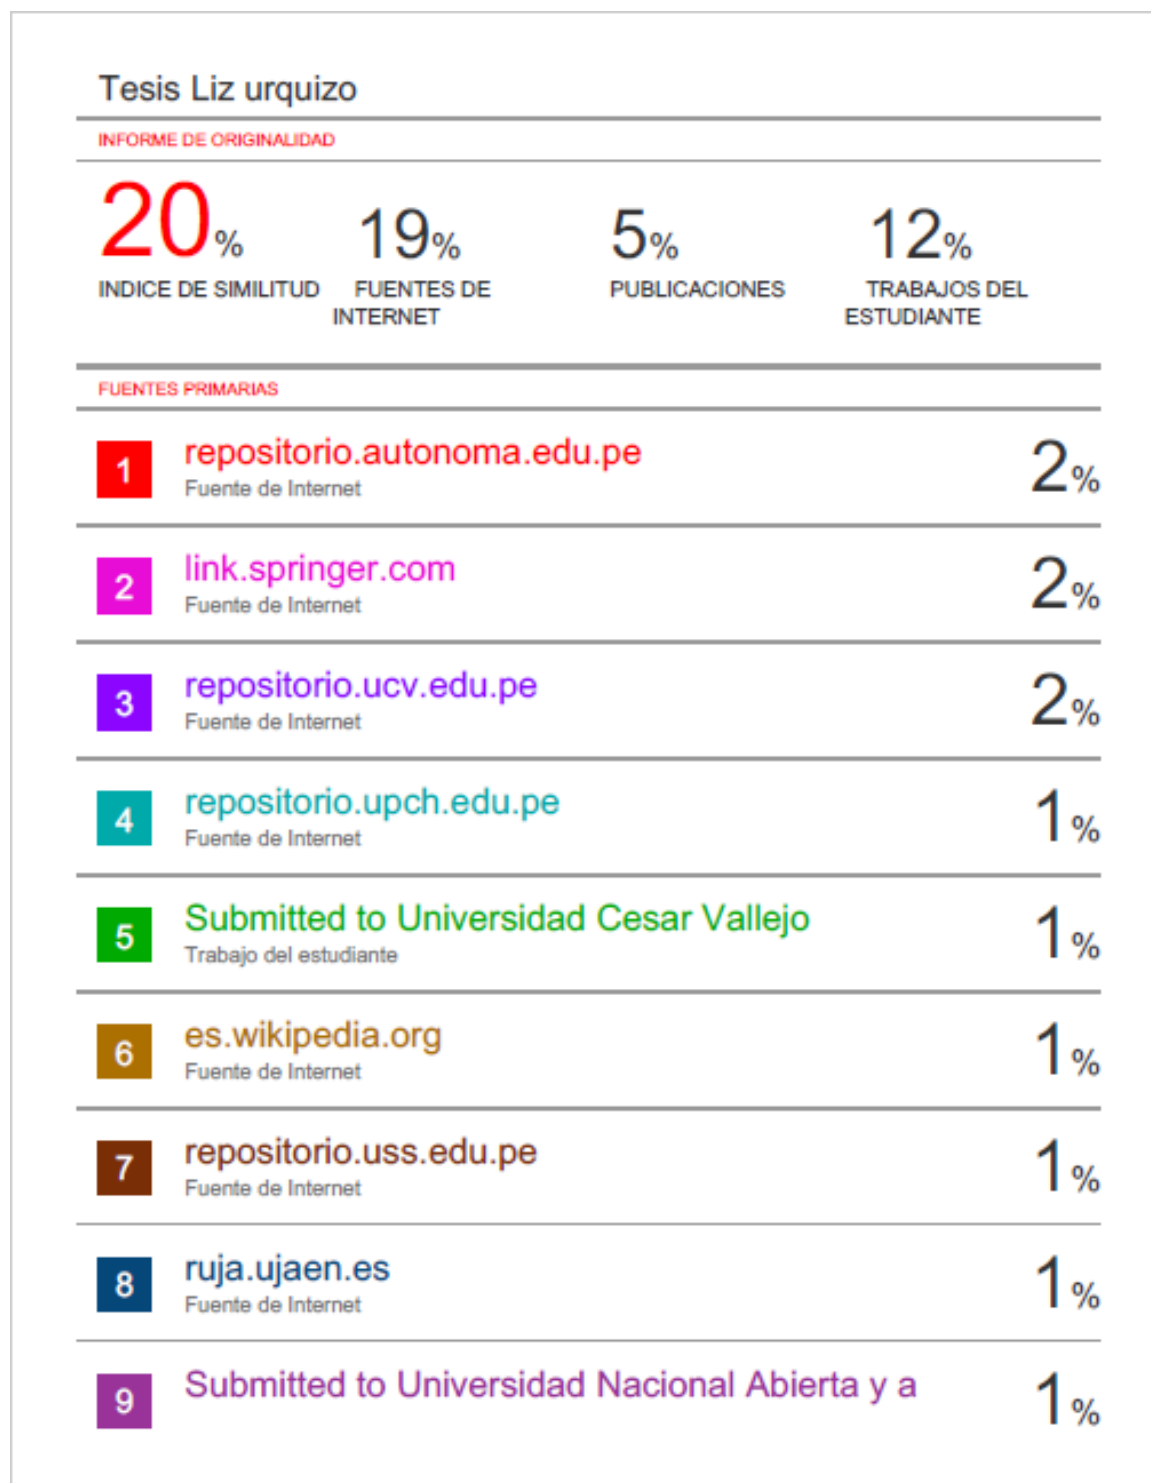 Tesis Liz urquizo
INFORME DE ORIGINALIDAD
20% 19% 5% 12%
INDICE DE SIMILITUD FUENTES DE PUBLICACIONES TRABAJOS DEL
INTERNET ESTUDIANTE
FUENTES PRIMARIAS
1 repositorio.autonoma.edu.pe 2%
Fuente de Internet
2 link.springer.com 2%
Fuente de Internet
3 repositorio.ucv.edu.pe 2%
Fuente de Internet
4 repositorio.upch.edu.pe 1%
Fuente de Internet
5 Submitted to Universidad Cesar Vallejo 1%
Trabajo del estudiante
6 es.wikipedia.org 1%
Fuente de Internet
7 repositorio.uss.edu.pe 1%
Fuente de Internet
8 ruja.ujaen.es 1%
Fuente de Internet
9 Submitted to Universidad Nacional Abierta y a 1%